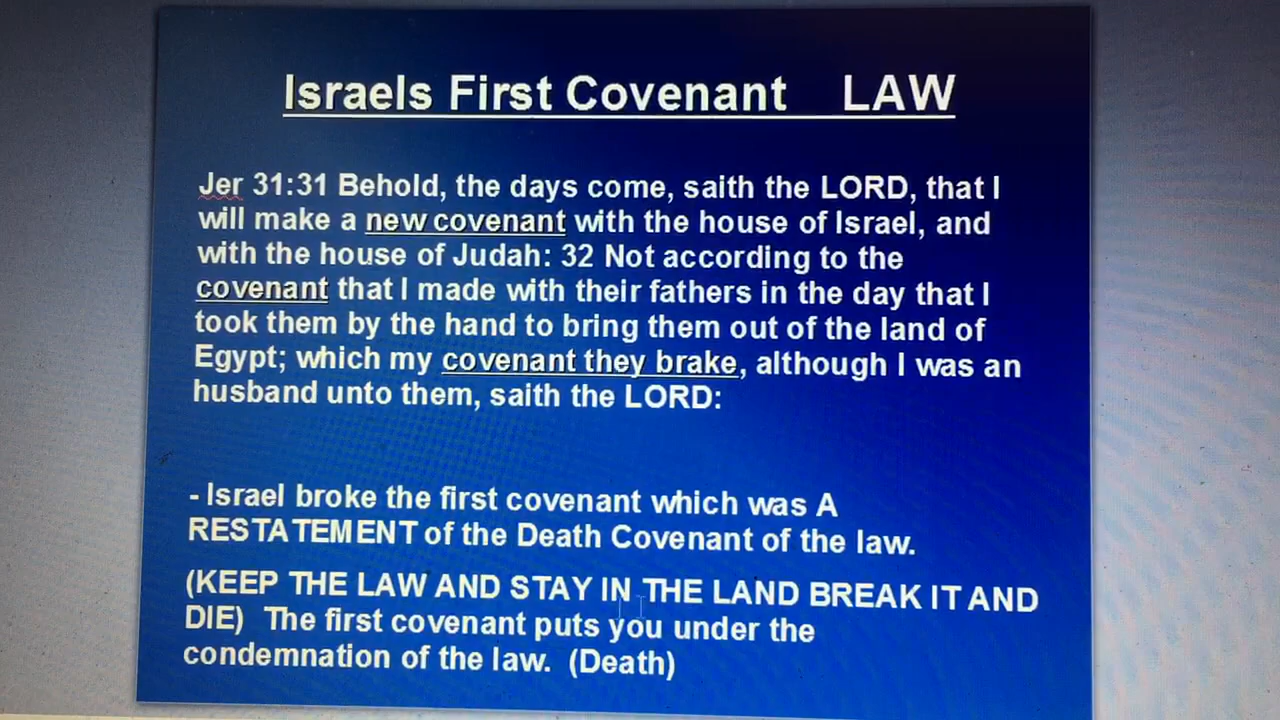 Israels First Covenant LAW
Jer 31:31 Behold, the days come, saith the LORD, that I
will make a new covenant with the house of Israel, and
with the house of Judah: 32 Not according to the
covenant that I made with their fathers in the day that I
took them by the hand to bring them out of the land of
Egypt; which my covenant they brake, although I was an
husband unto them, saith the LORD:
- Israel broke the first covenant which was A
RESTATEMENT of the Death Covenant of the law.
(KEEP THE LAW AND STAY IN THE LAND BREAK IT AND
DIE) The first covenant puts you under the
condemnation of the law. (Death)